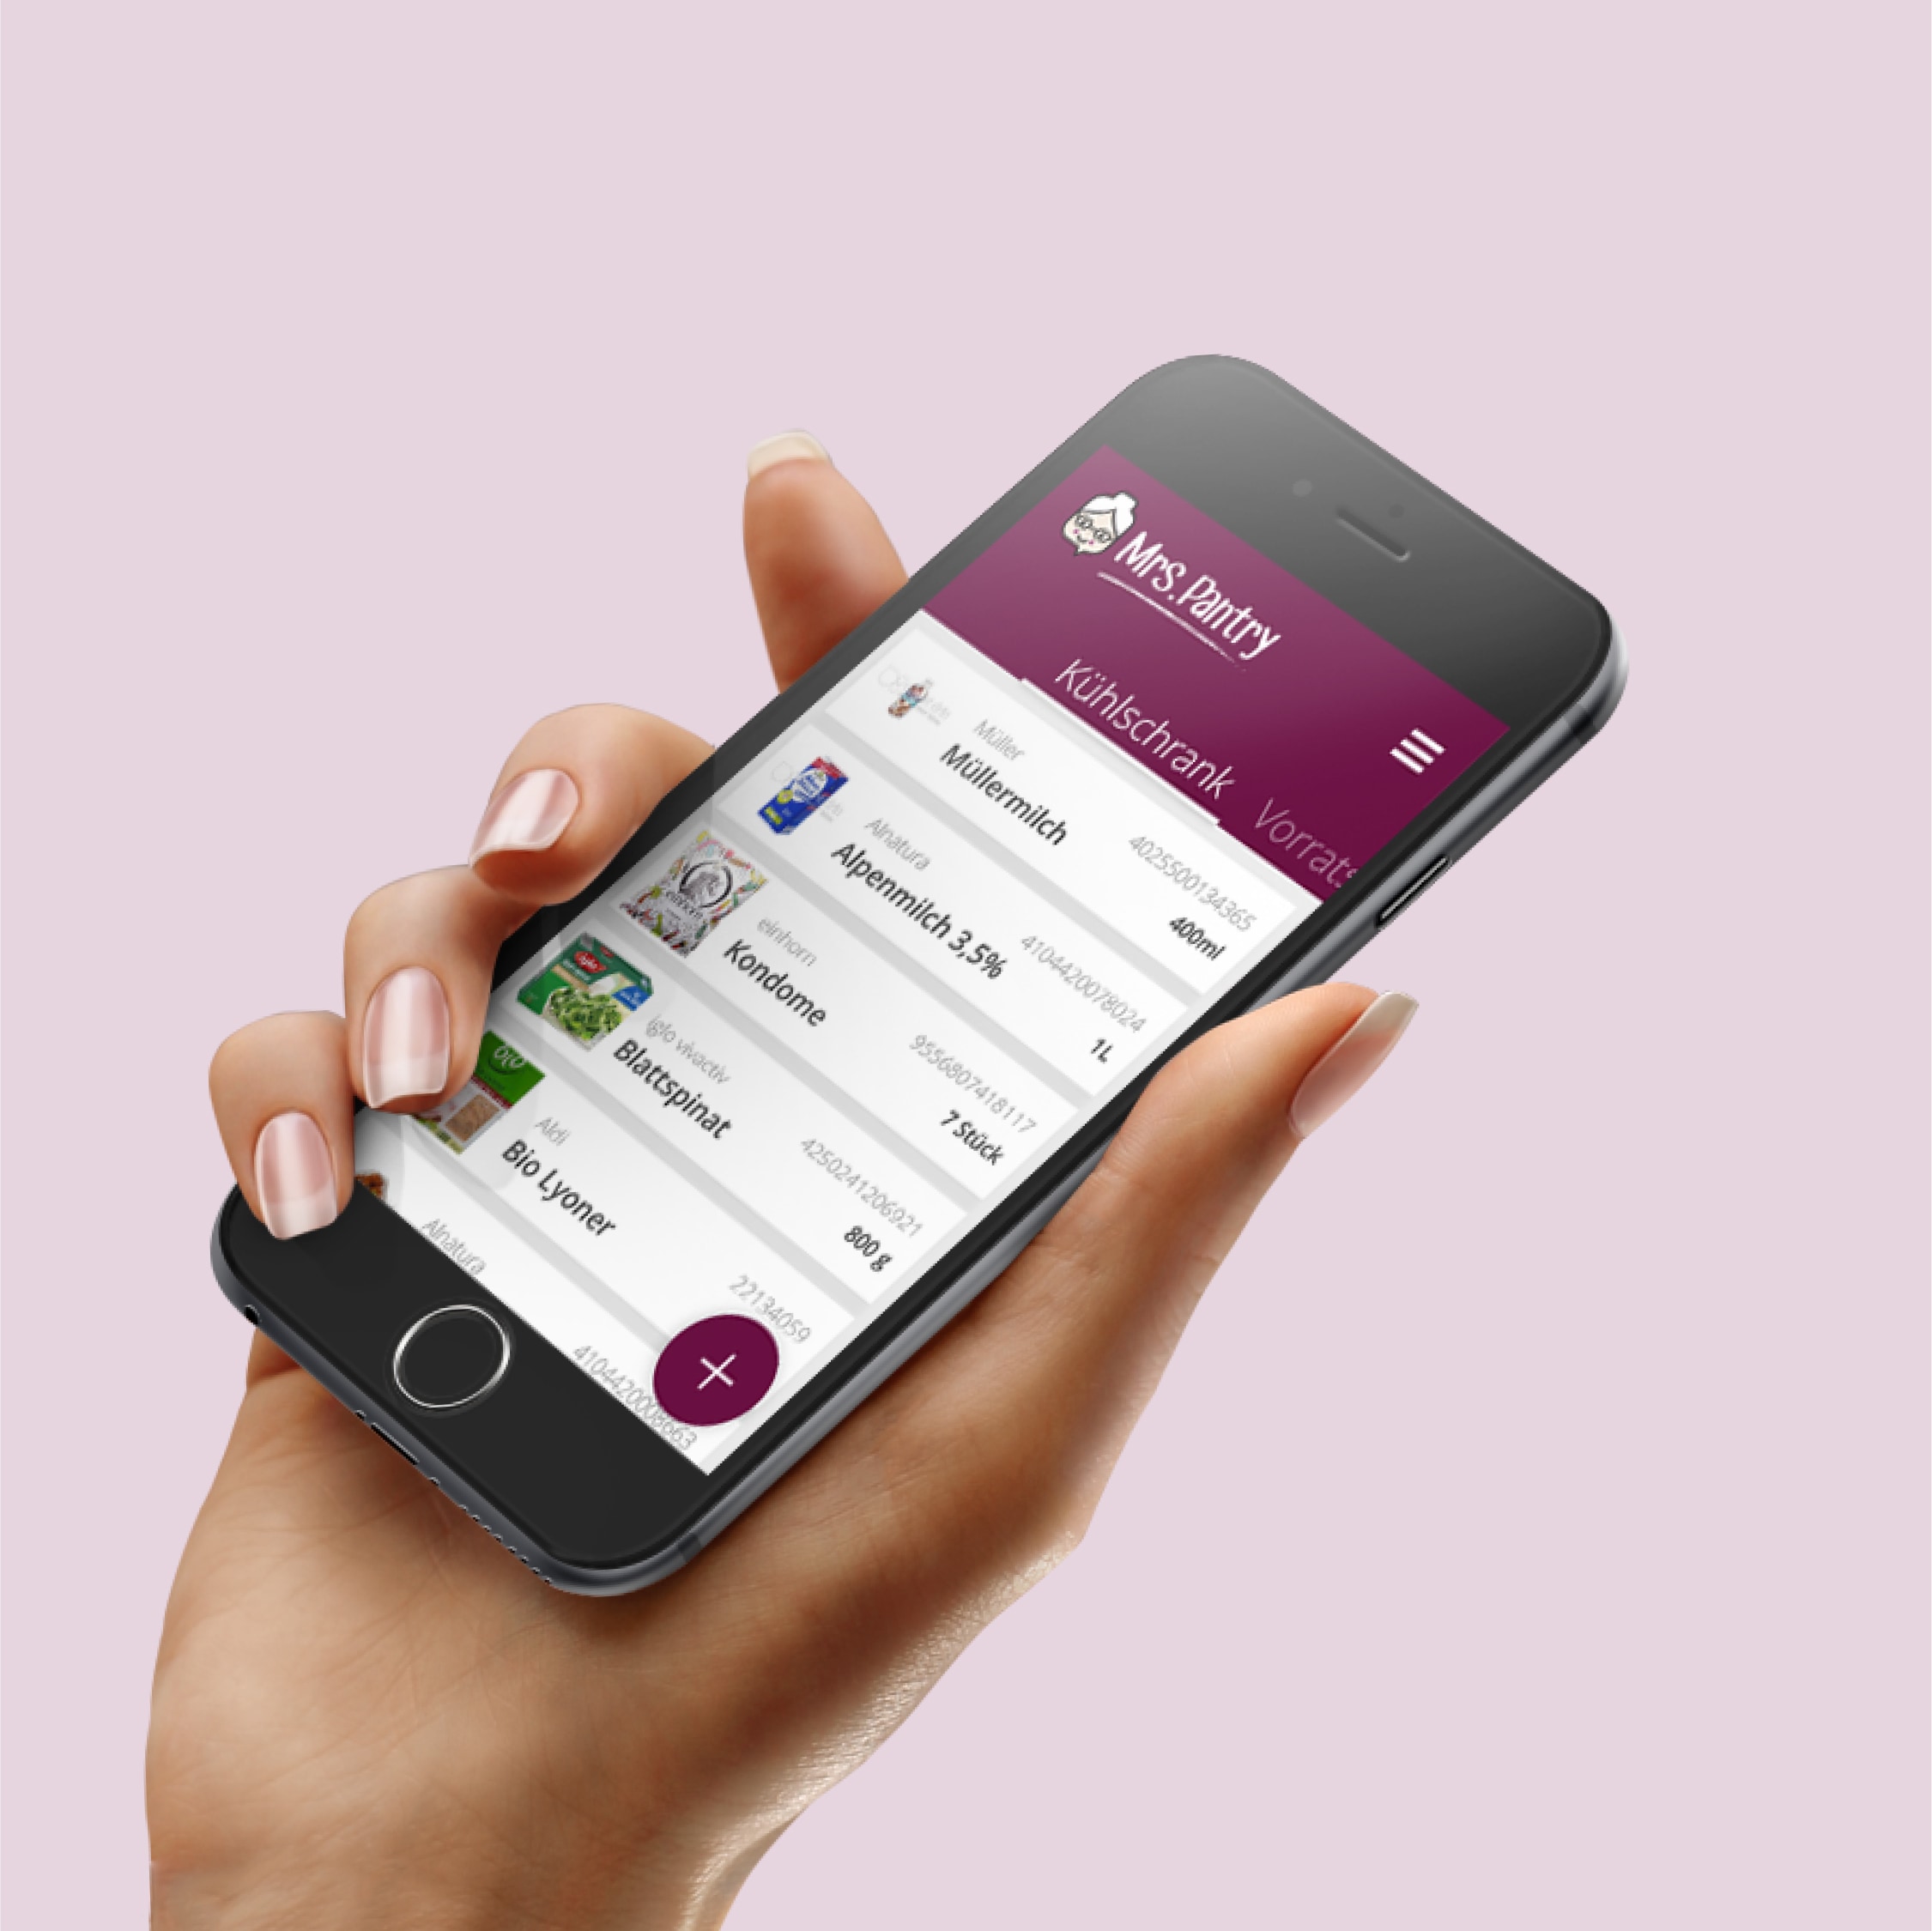 Mrs. Pantry
Kühlschrank Vorrats
Müller
Müllermilch
4025500134365
400ml
Alnatura
Alpenmilch 3,5%
4104420078024
1L
einhorn
Kondome
9556807418117
7 Stück
iglo vivactiv
Blattspinat
4250241206921
800 g
Aldi
Bio Lyoner
22134059
Alnatura
4104420008663
+